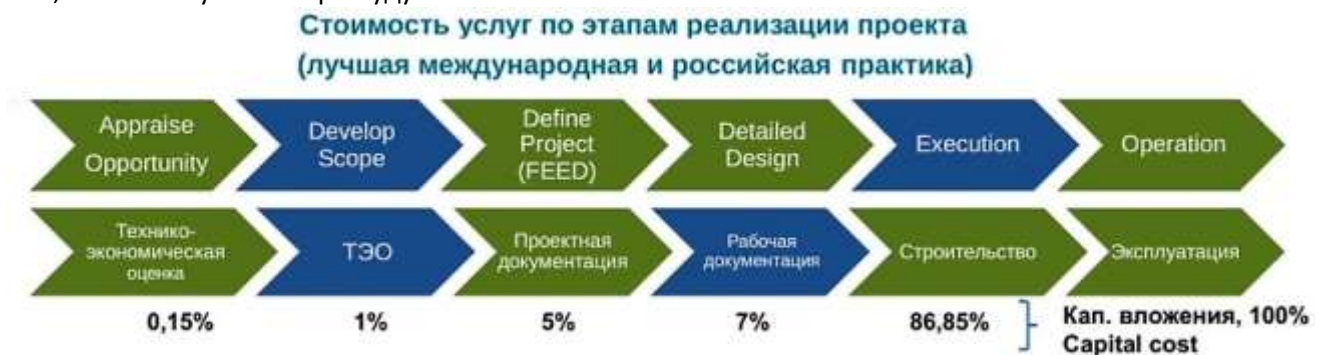 Стоимость услуг по этапам реализации проекта
(лучшая международная и российская практика)
Appraise
Opportunity
Develop
Scope
Define
Project
(FEED)
Detailed
Design
Execution
Operation
Технико-
экономическая
оценка
ТЭО
Проектная
документация
Рабочая
документация
Строительство
Эксплуатация
0,15%
1%
5%
7%
86,85%
Кап. вложения, 100%
Capital cost